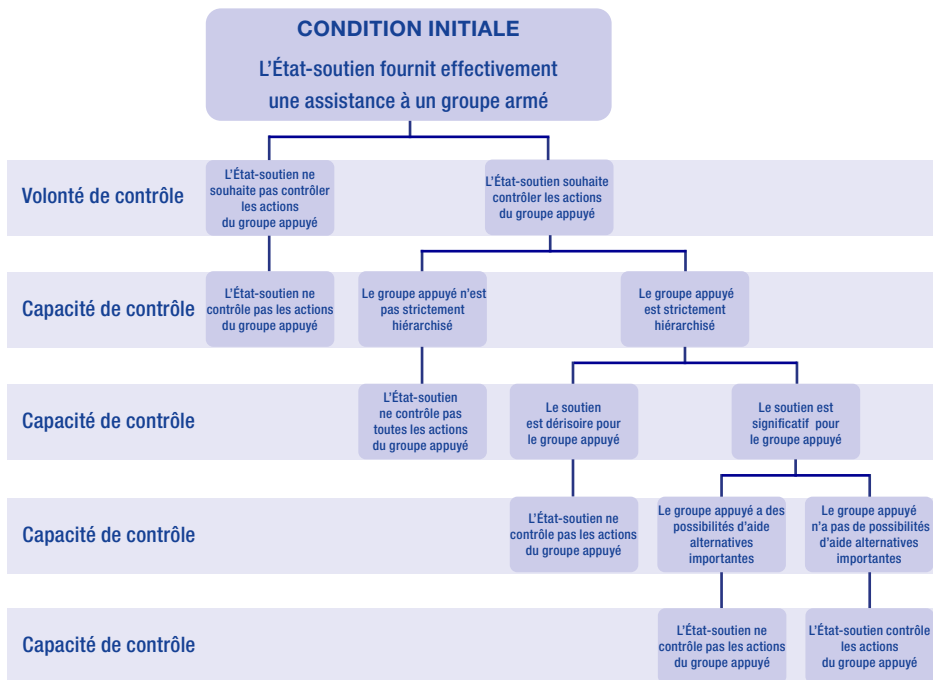 CONDITION INITIALE
L'État-soutien fournit effectivement
une assistance à un groupe armé
Volonté de contrôle
L'État-soutien ne
souhaite pas contrôler
les actions
du groupe appuyé
L'État-soutien souhaite
contrôler les actions
du groupe appuyé
Capacité de contrôle
L'État-soutien ne
contrôle pas les actions
du groupe appuyé
Le groupe appuyé n'est
pas strictement
hiérarchisé
Le groupe appuyé
est strictement
hiérarchisé
Capacité de contrôle
L'État-soutien
ne contrôle pas
toutes les actions
du groupe appuyé
Le soutien
est dérisoire pour
le groupe appuyé
Le soutien est
significatif pour
le groupe appuyé
Capacité de contrôle
L'État-soutien ne
contrôle pas les actions
du groupe appuyé
Le groupe appuyé a des
possibilités d'aide
alternatives
importantes
Le groupe appuyé
n'a pas de possibilités
d'aide alternatives
importantes
Capacité de contrôle
L'État-soutien ne
contrôle pas les actions
du groupe appuyé
L'État-soutien contrôle
les actions
du groupe appuyé